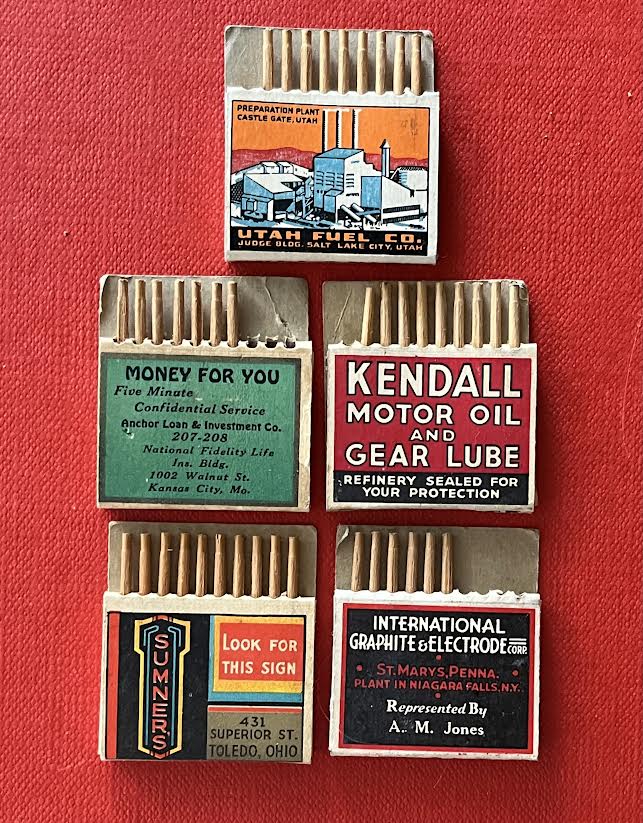 PREPARATION PLANT
CASTLE GATE, UTAH
UTAH FUEL CO.
JUDGE BLDG. SALT LAKE CITY, UTAH
MONEY FOR YOU
Five Minute
Confidential Service
Anchor Loan & Investment Co.
207-208
National Fidelity Life
Ins. Bldg.
1002 Walnut St.
Kansas City, Mo.
KENDALL
MOTOR OIL
AND
GEAR LUBE
REFINERY SEALED FOR
YOUR PROTECTION
SUMNER'S
LOOK FOR
THIS SIGN
431
SUPERIOR ST.
TOLEDO, OHIO
INTERNATIONAL
GRAPHITE & ELECTRODE CORP.
• ST. MARYS, PENNA. •
PLANT IN NIAGARA FALLS, N.Y.
Represented By
A. M. Jones